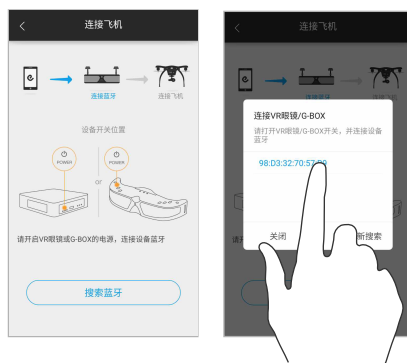 连接飞机
连接蓝牙
连接飞机
设备开关位置
POWER
POWER
or
请开启VR眼镜或G-BOX的电源，连接设备蓝牙
搜索蓝牙
连接飞机
连接VR眼镜/G-BOX
请打开VR眼镜/G-BOX开关，并连接设备
蓝牙
98:D3:32:70:57
关闭
新搜索